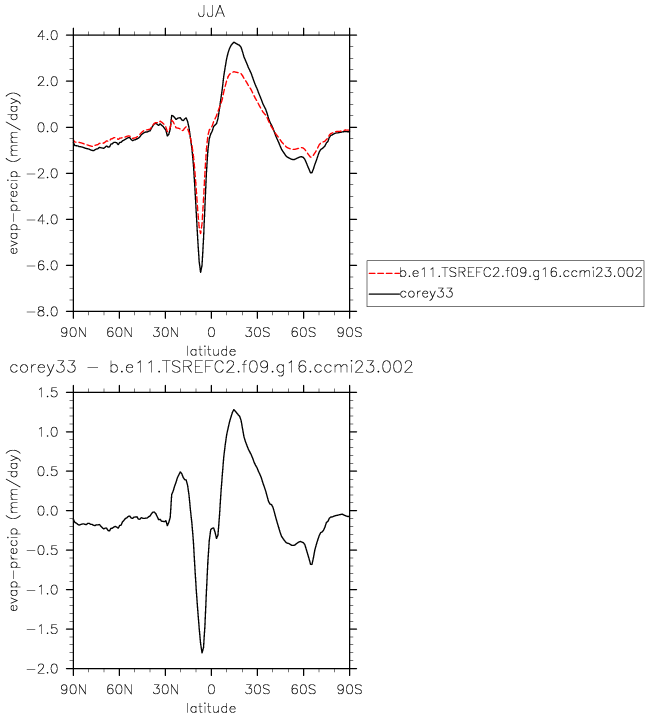 JJA
4.0
2.0
0.0
−2.0
−4.0
−6.0
−8.0
evap−precip (mm/day)
90N 60N 30N 0 30S 60S 90S
latitude
b.e11.TSREFC2.f09.g16.ccmi23.002
corey33
corey33 − b.e11.TSREFC2.f09.g16.ccmi23.002
1.5
1.0
0.5
0.0
−0.5
−1.0
−1.5
−2.0
evap−precip (mm/day)
90N 60N 30N 0 30S 60S 90S
latitude